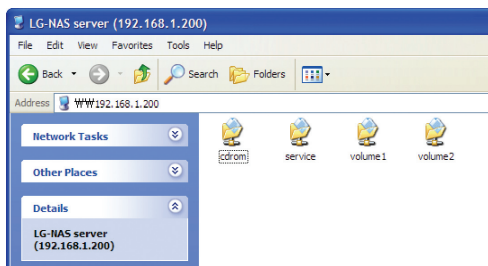 LG-NAS server (192.168.1.200)
File Edit View Favorites Tools Help
Back Search Folders
Address ₩₩192.168.1.200
Network Tasks
Other Places
Details
LG-NAS server
(192.168.1.200)
cdrom service volume1 volume2